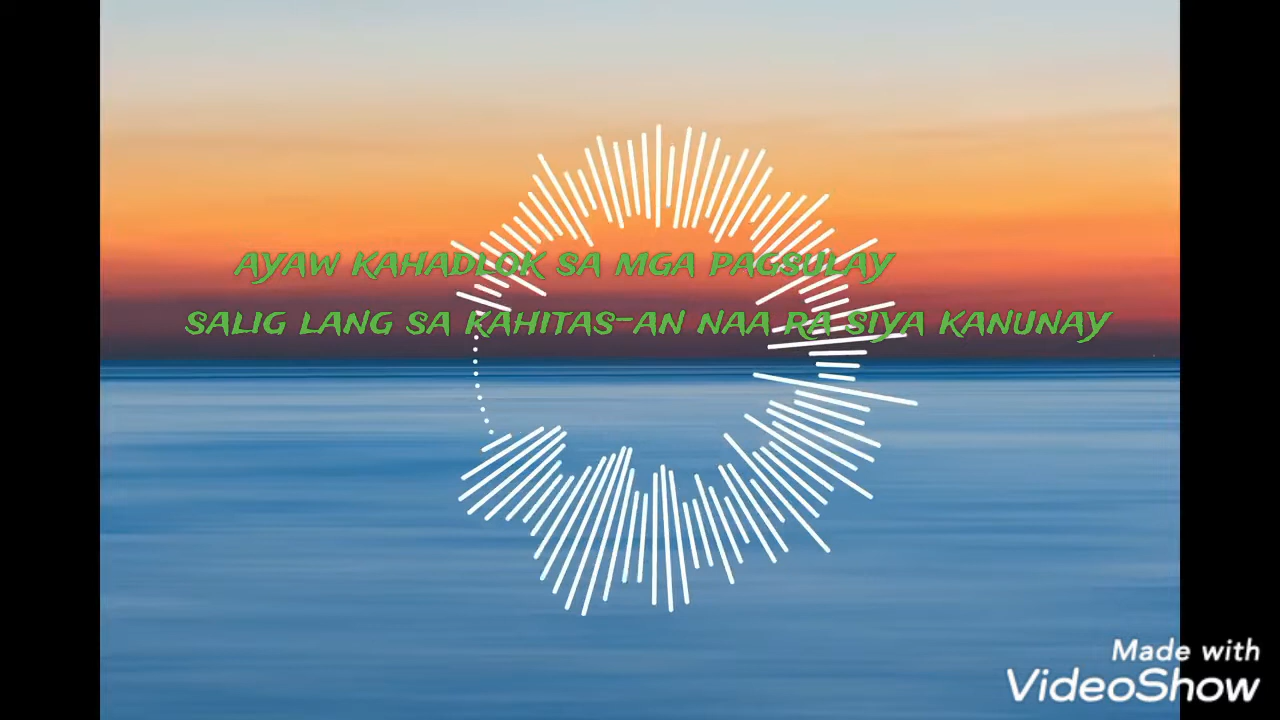 AYAW KAHADLOK SA MGA PAGSULAY
SALIG LANG SA KAHITAS-AN NAA RA SIYA KANUNAY
Made with
VideoShow